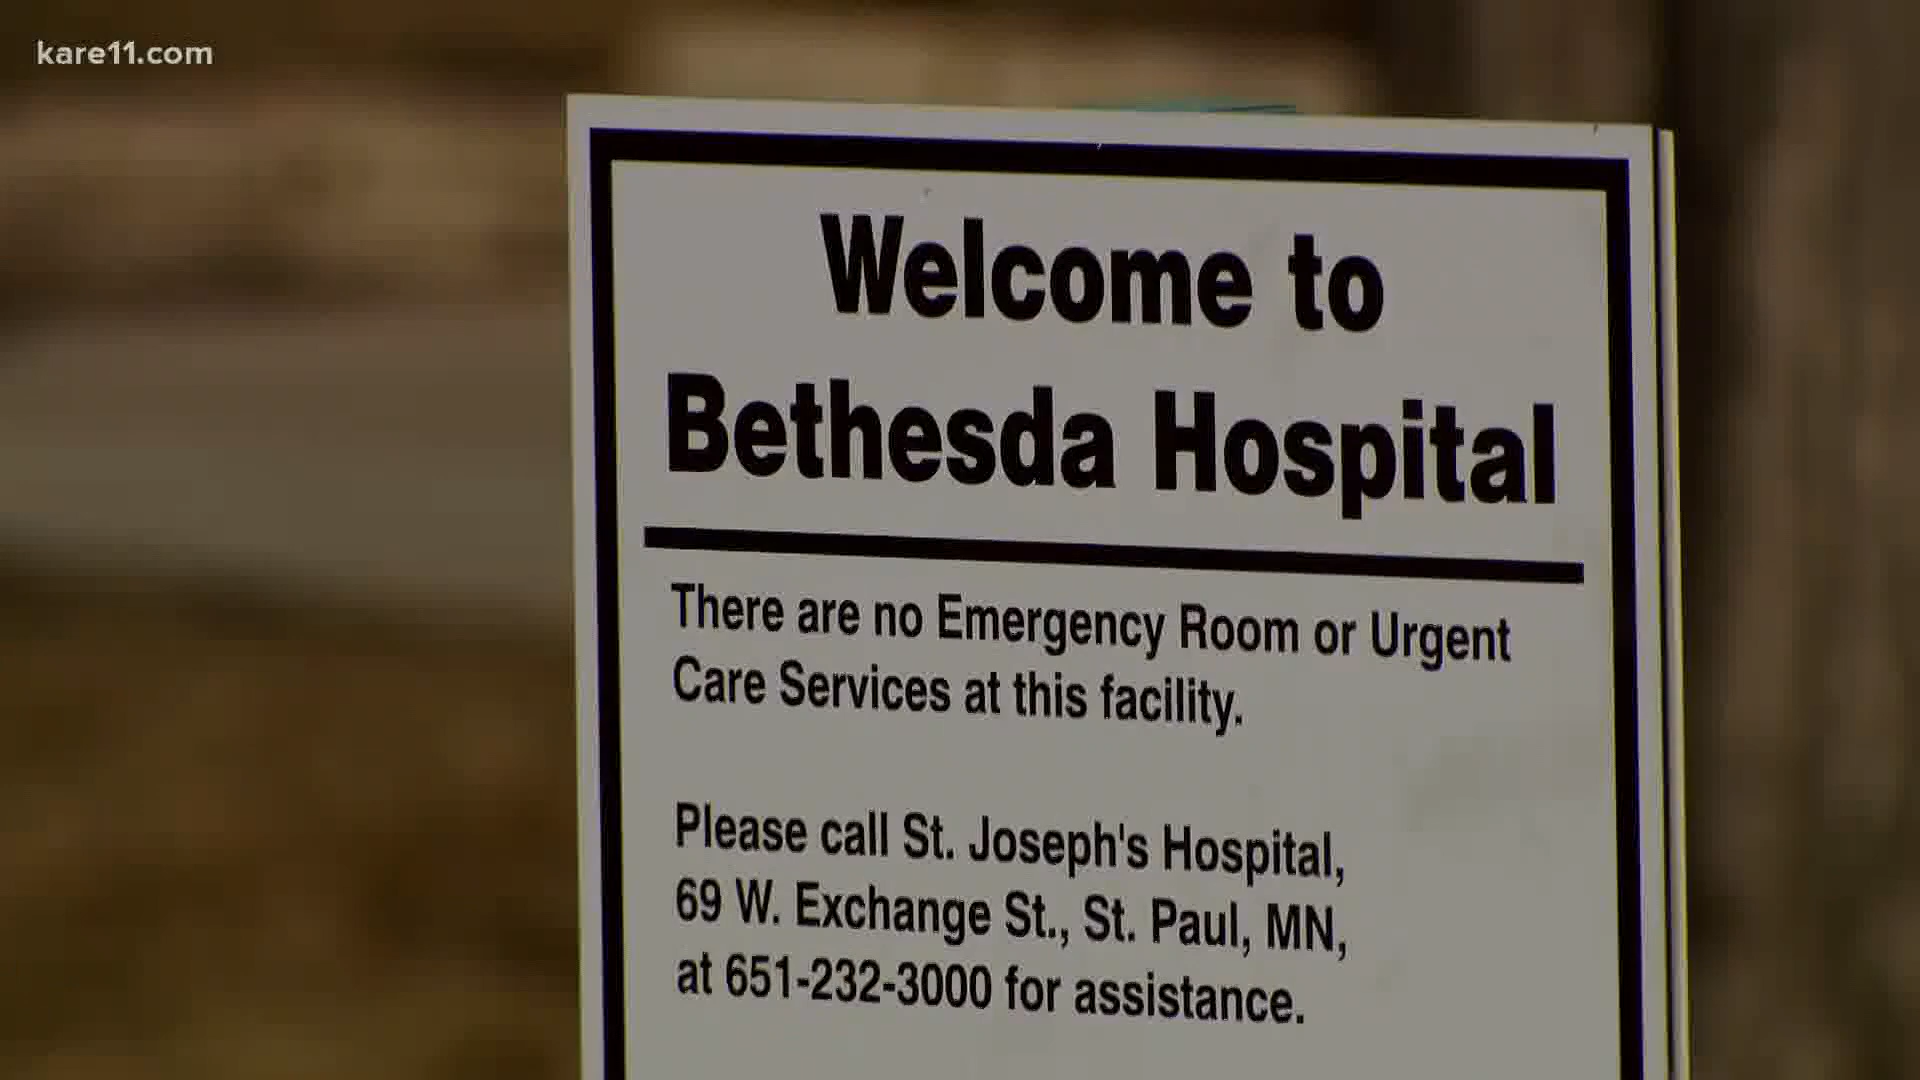 kare11.com
Welcome to
Bethesda Hospital
There are no Emergency Room or Urgent
Care Services at this facility.
Please call St. Joseph's Hospital,
69 W. Exchange St., St. Paul, MN,
at 651-232-3000 for assistance.